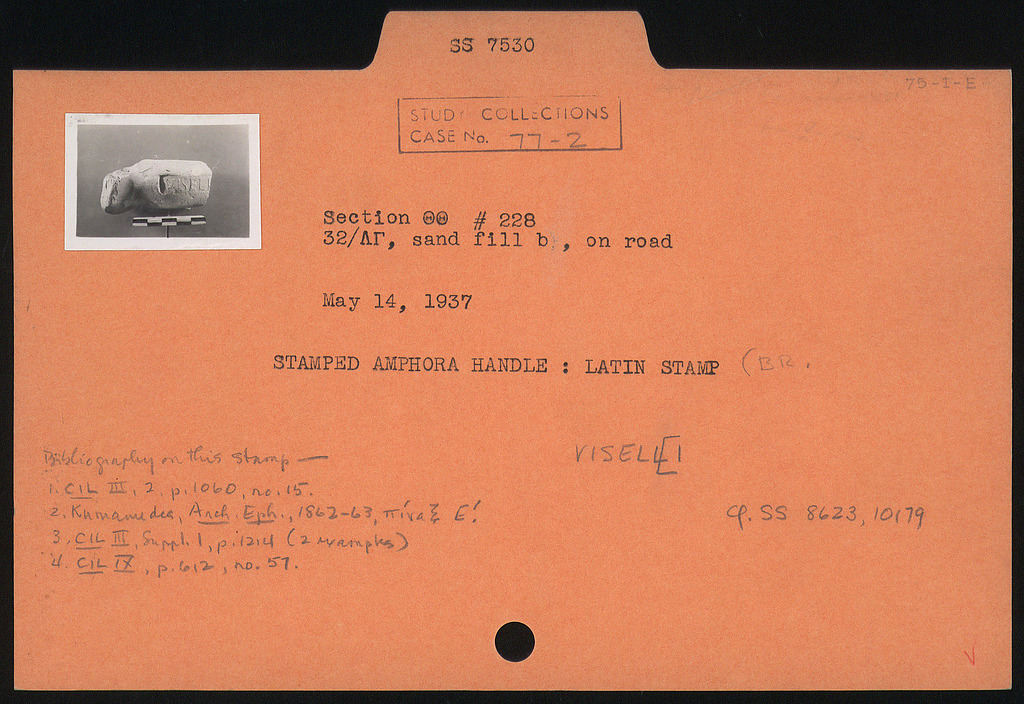 SS 7530
75-1-E
STUDY COLLECTIONS
CASE No. 77-2
VISELL
Section ΘΘ # 228
32/ΛΓ, sand fill b, on road
May 14, 1937
STAMPED AMPHORA HANDLE : LATIN STAMP (BR.
VISELLEI
Bibliography on this stamp —
1. CIL III, 2, p. 1060, no. 15.
2. Kumanudes, Arch. Eph., 1862-63, πίναξ Ε!
cf. SS 8623, 10179
3. CIL III, Suppl. 1, p. 1214 (2 examples)
4. CIL IX, p. 612, no. 57.
V